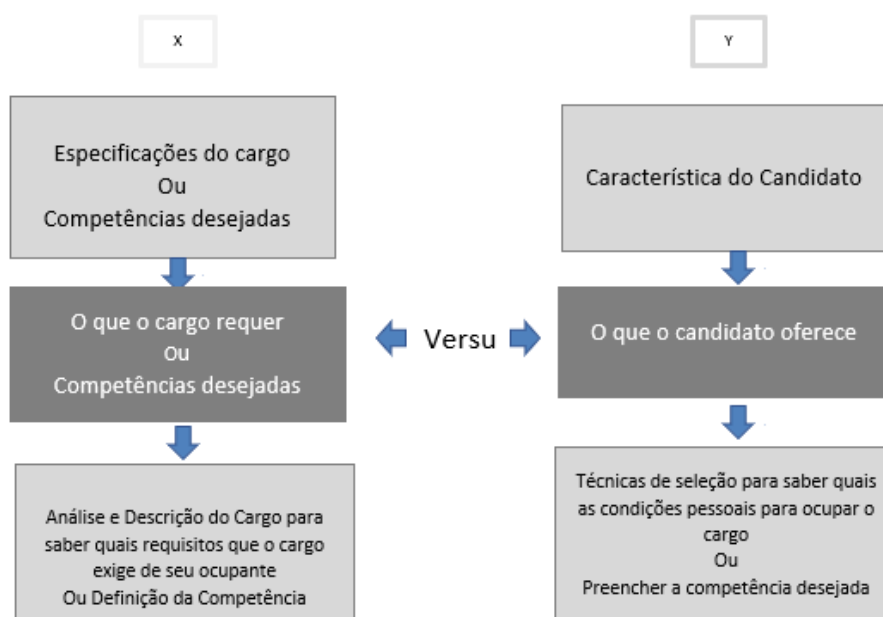 X
Especificações do cargo
Ou
Competências desejadas
O que o cargo requer
Ou
Competências desejadas
Análise e Descrição do Cargo para
saber quais requisitos que o cargo
exige de seu ocupante
Ou Definição da Competência
Versu
Y
Característica do Candidato
O que o candidato oferece
Técnicas de seleção para saber quais
as condições pessoais para ocupar o
cargo
Ou
Preencher a competência desejada